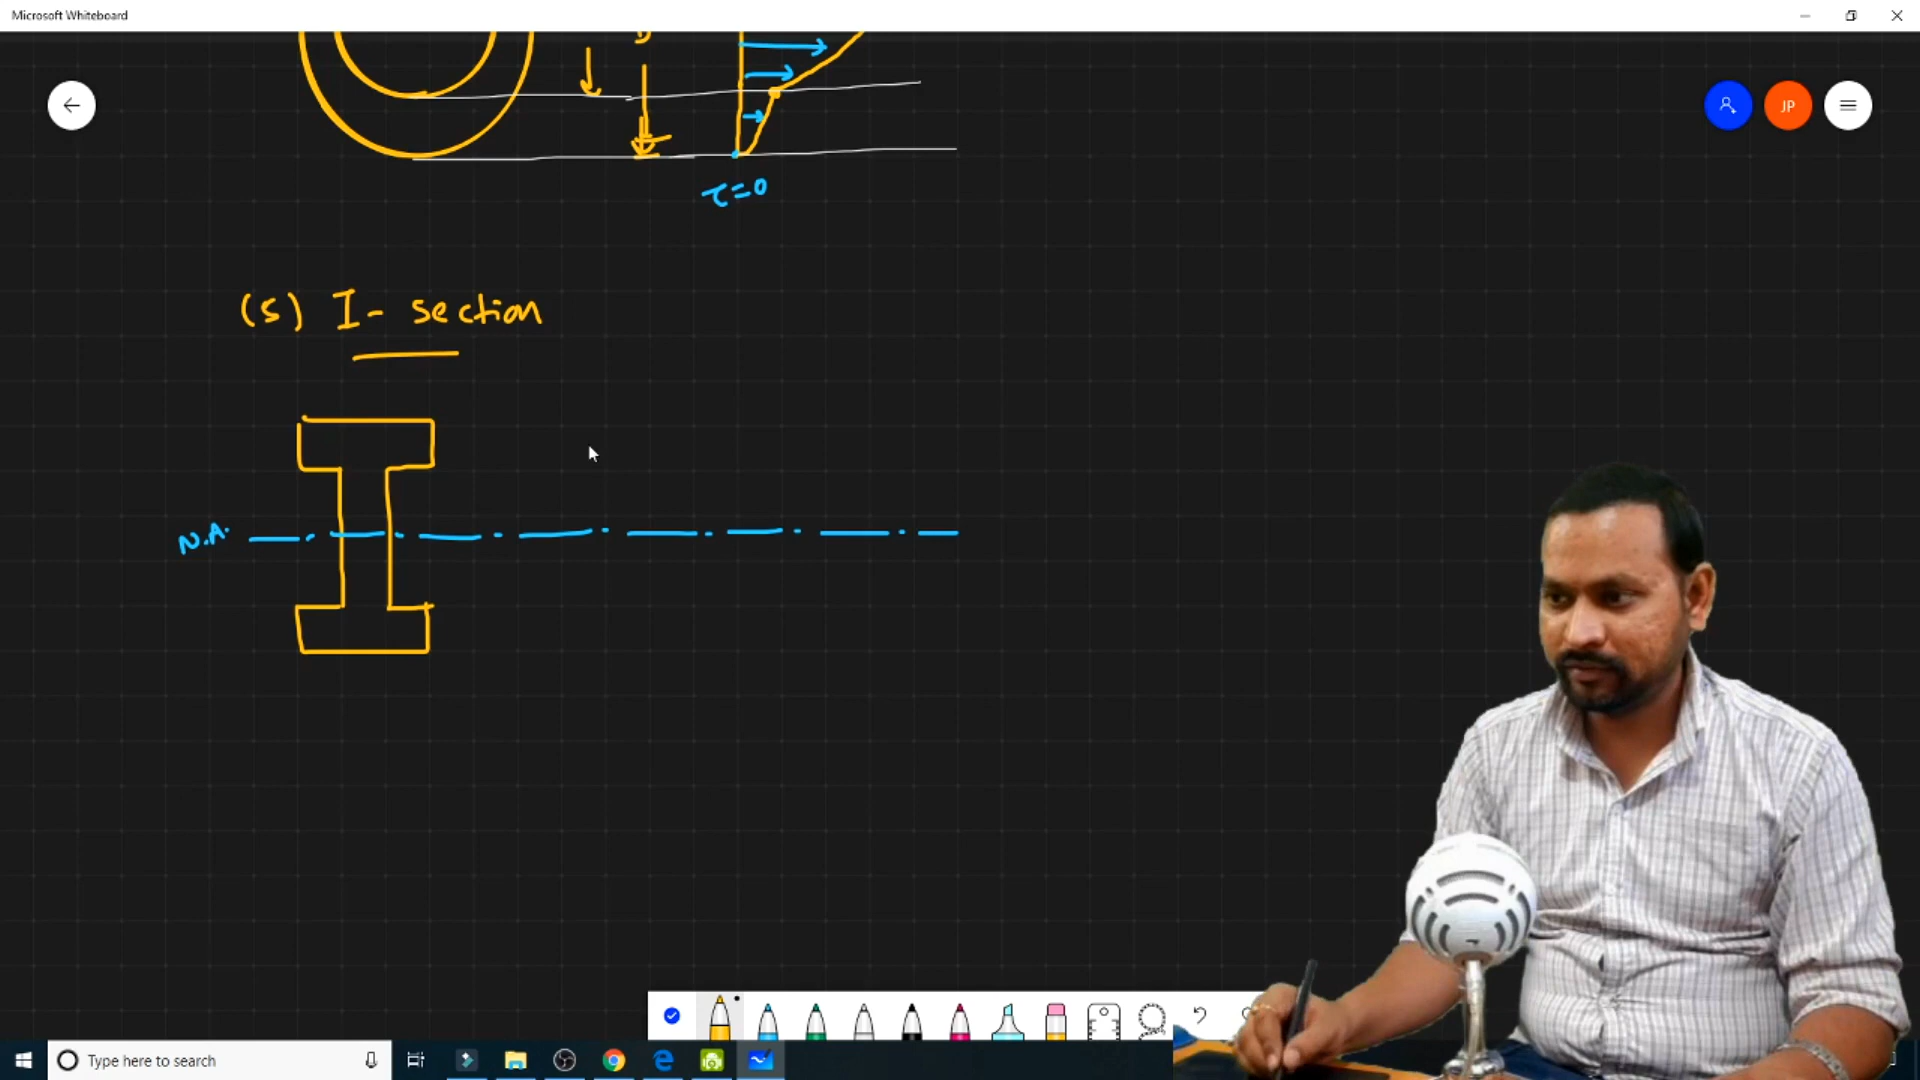 Microsoft Whiteboard
JP
τ=0
(5) I- section
N.A.
Type here to search